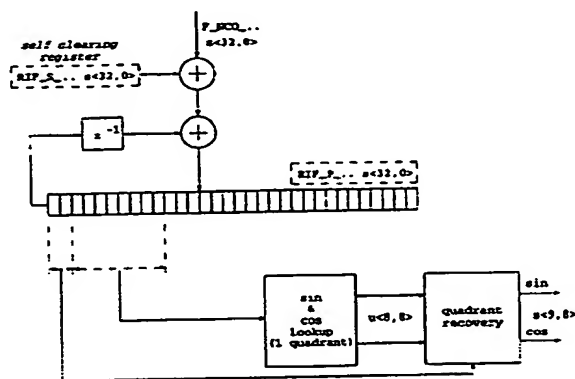 F_NCO_..
s<32,0>
self clearing
register
RIF_S_.. s<32,0>
+
z -1
+
RIF_P_.. s<32,0>
sin
&
cos
lookup
(1 quadrant)
u<8,8>
quadrant
recovery
sin
s<9,8>
cos